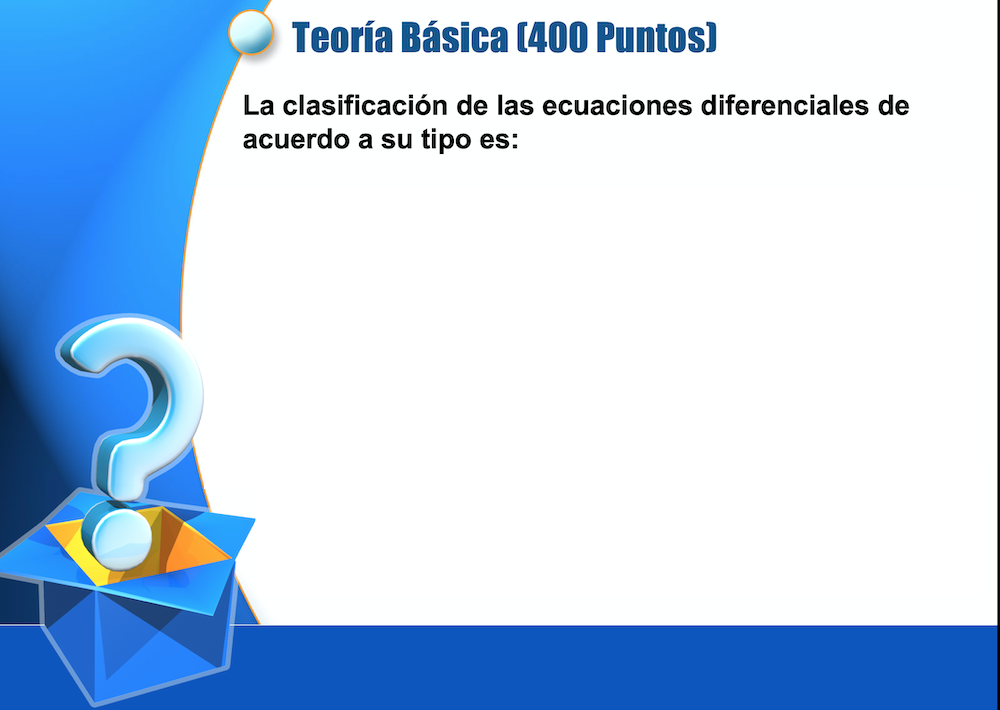 Teoría Básica (400 Puntos)
La clasificación de las ecuaciones diferenciales de
acuerdo a su tipo es: